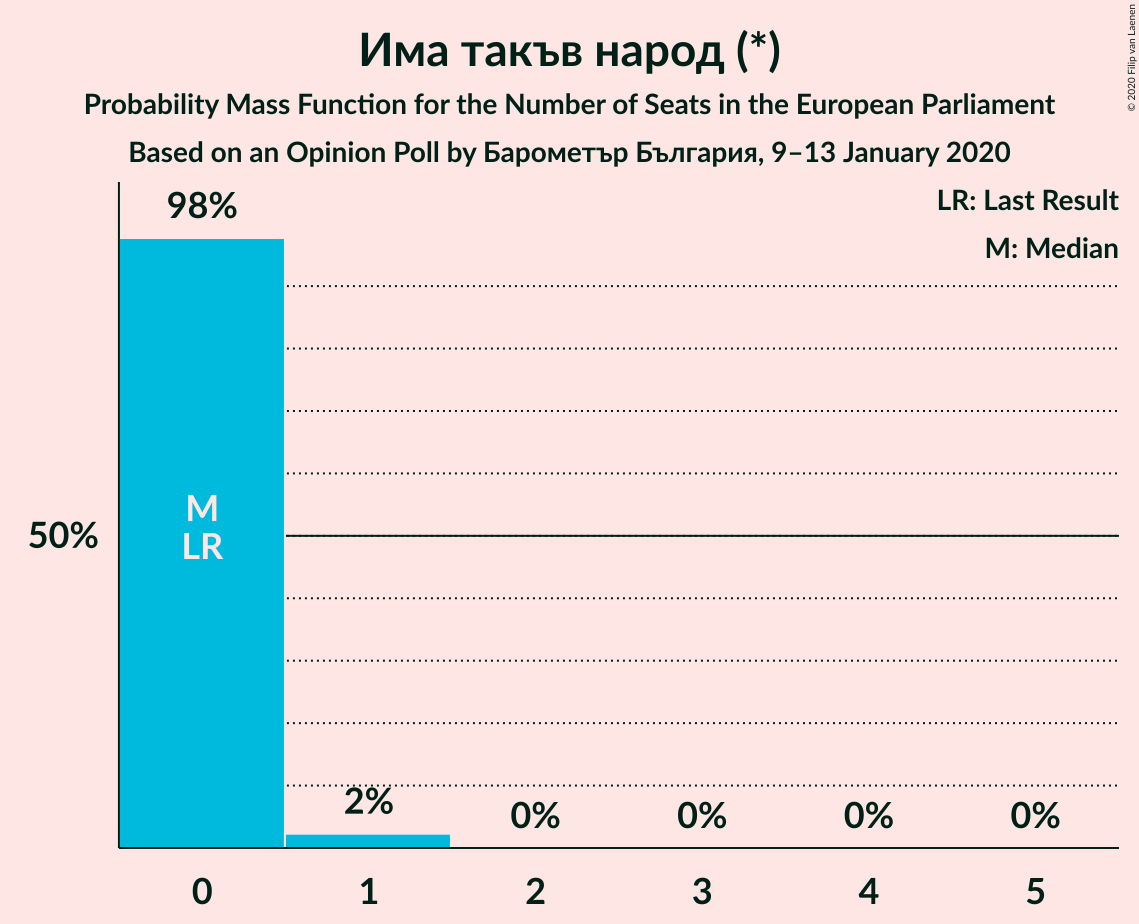 Има такъв народ (*)
Probability Mass Function for the Number of Seats in the European Parliament
Based on an Opinion Poll by Барометър България, 9–13 January 2020
© 2020 Filip van Laenen
LR: Last Result
M: Median
98%
M
LR
50%
2%
0%
0%
0%
0%
0
1
2
3
4
5